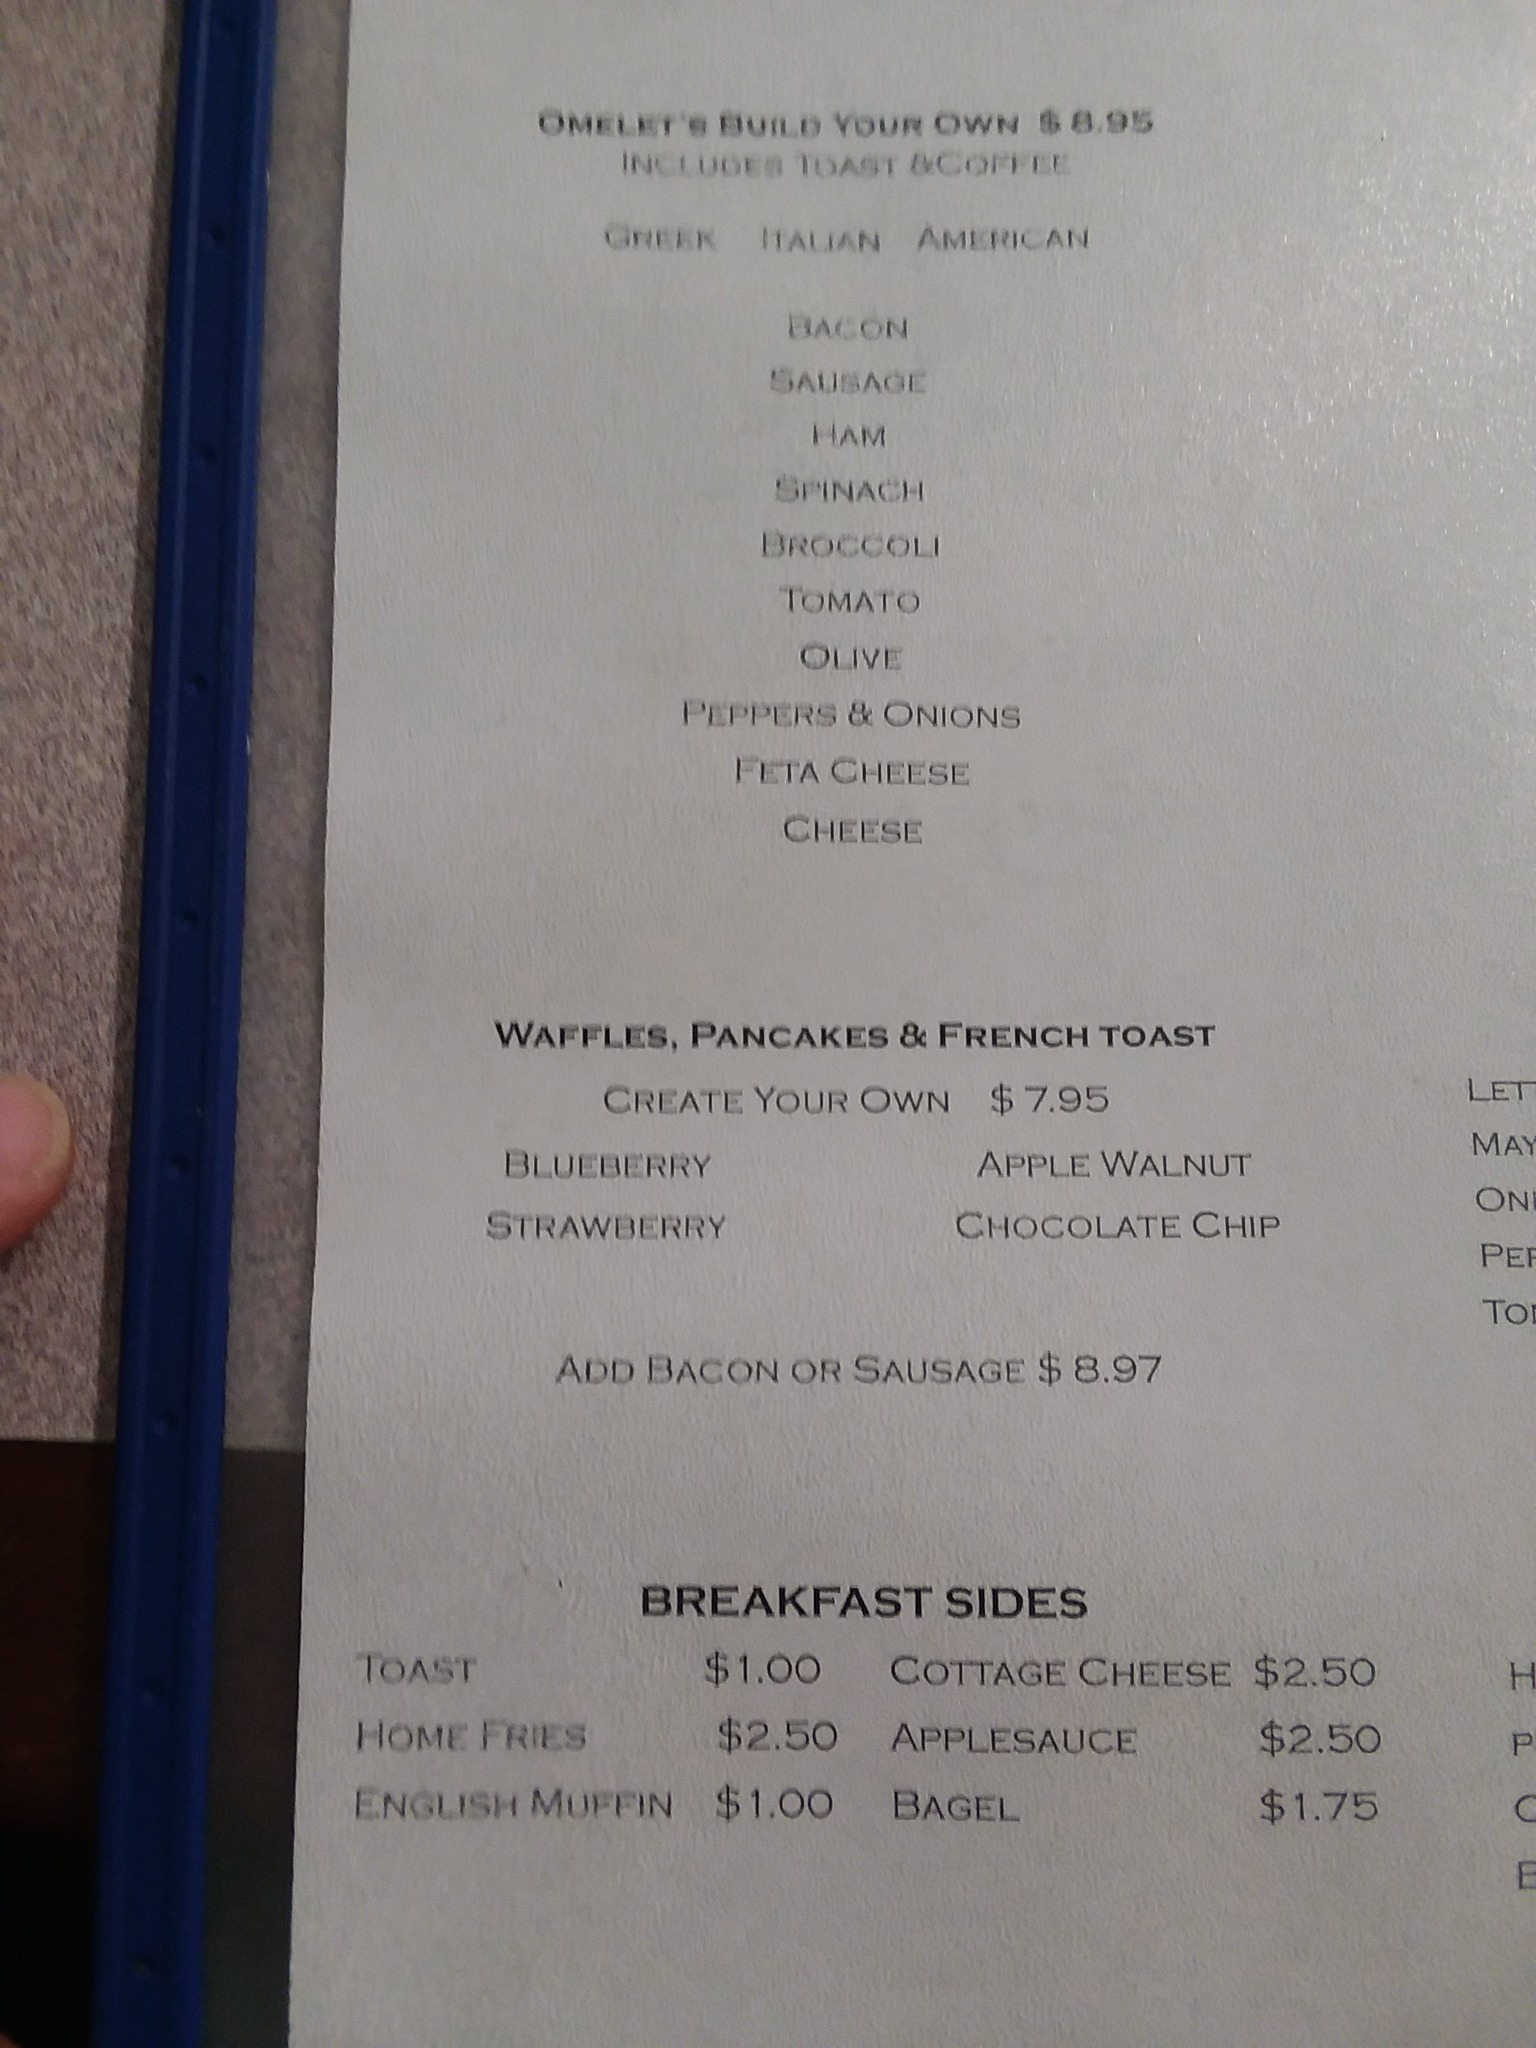 OMELET'S BUILD YOUR OWN $ 8.95
INCLUDES TOAST &COFFEE
GREEK ITALIAN AMERICAN
BACON
SAUSAGE
HAM
SPINACH
BROCCOLI
TOMATO
OLIVE
PEPPERS & ONIONS
FETA CHEESE
CHEESE
WAFFLES, PANCAKES & FRENCH TOAST
CREATE YOUR OWN $ 7.95
BLUEBERRY APPLE WALNUT
STRAWBERRY CHOCOLATE CHIP
ADD BACON OR SAUSAGE $ 8.97
BREAKFAST SIDES
TOAST $1.00 COTTAGE CHEESE $2.50
HOME FRIES $2.50 APPLESAUCE $2.50
ENGLISH MUFFIN $1.00 BAGEL $1.75